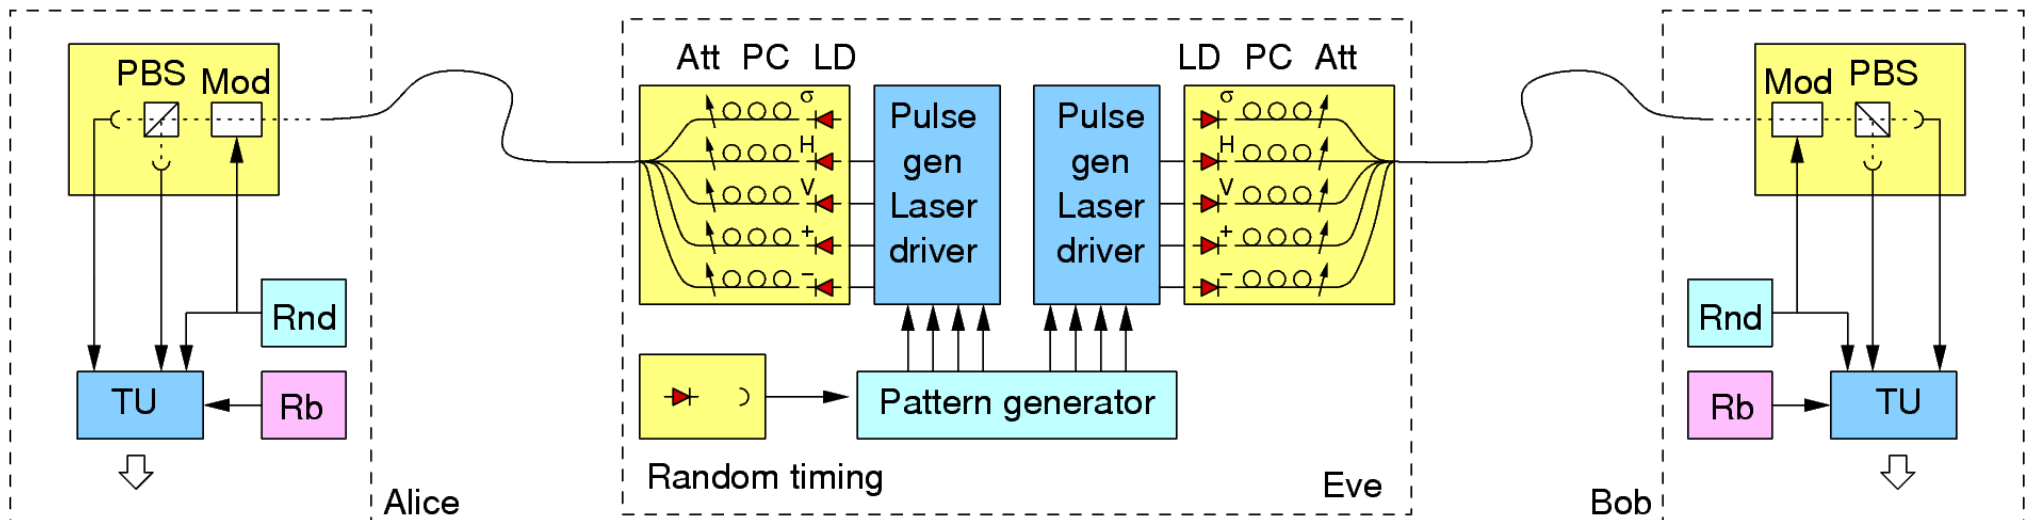 PBS Mod
Rnd
TU
Rb
Alice
Att PC LD
σ
H
V
+
−
Pulse
gen
Laser
driver
Pulse
gen
Laser
driver
LD PC Att
σ
H
V
+
−
Pattern generator
Random timing
Eve
Mod PBS
Rnd
Rb
TU
Bob